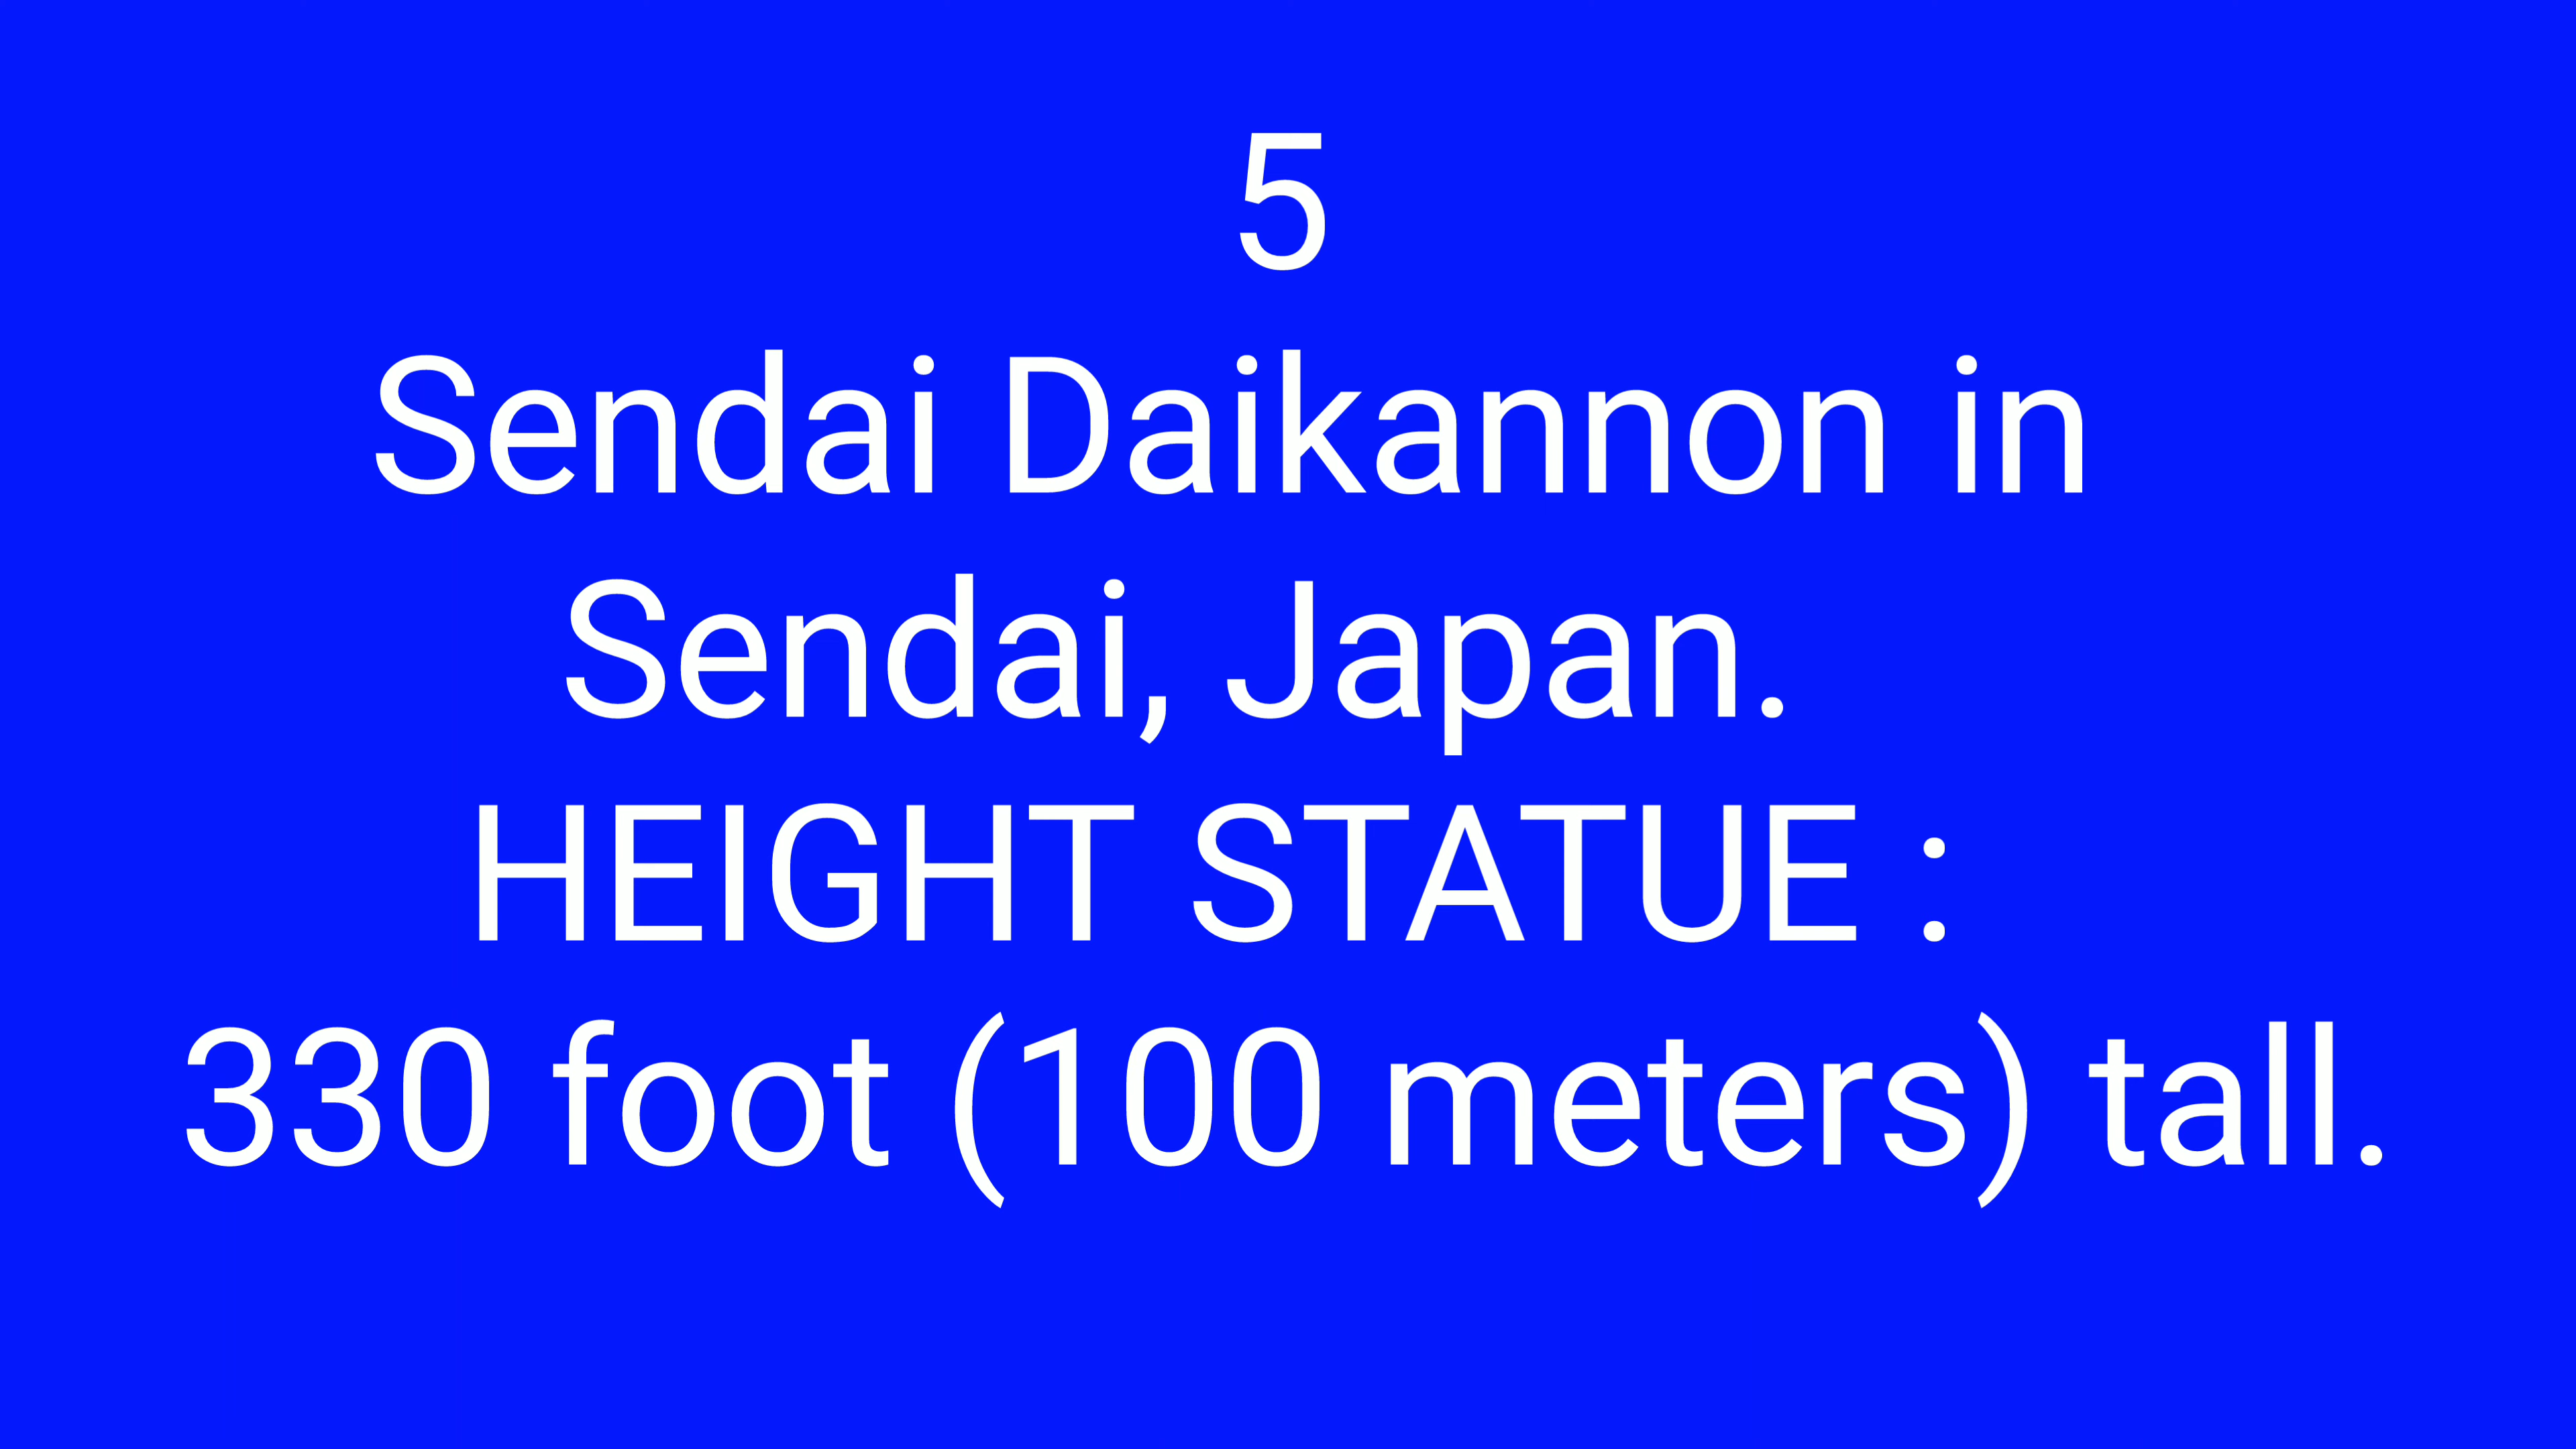 5
Sendai Daikannon in
Sendai, Japan.
HEIGHT STATUE :
330 foot (100 meters) tall.